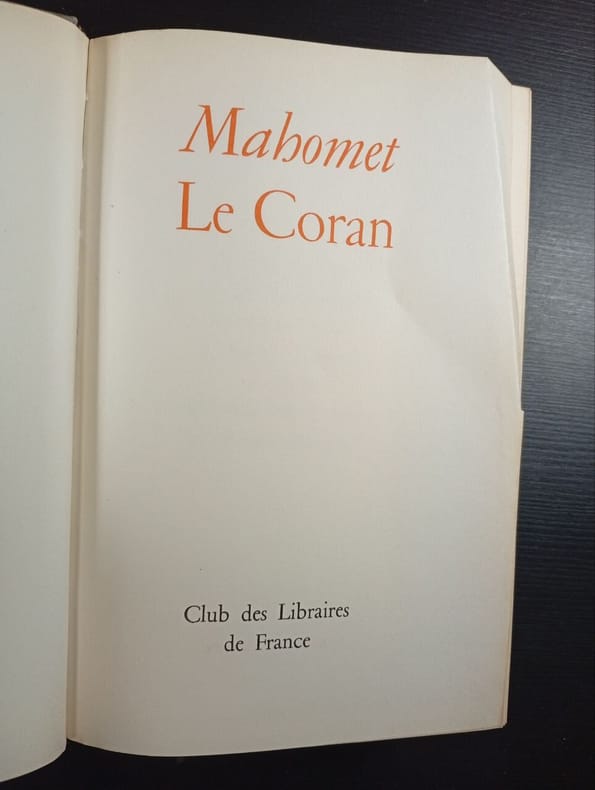 Mahomet
Le Coran
Club des Libraires
de France